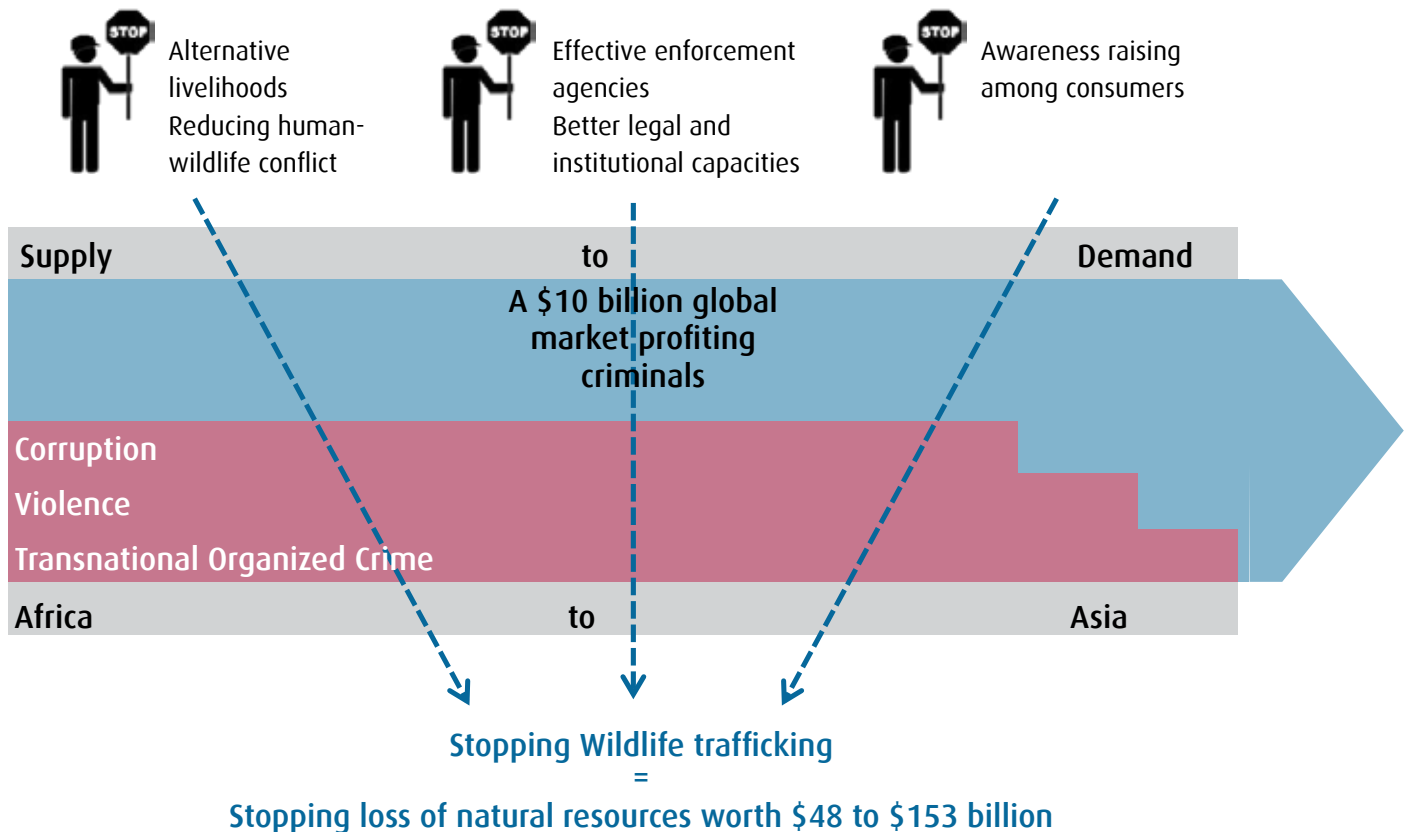 STOP
Alternative
livelihoods
Reducing human-
wildlife conflict
STOP
Effective enforcement
agencies
Better legal and
institutional capacities
STOP
Awareness raising
among consumers
Supply to Demand
A $10 billion global
market profiting
criminals
Corruption
Violence
Transnational Organized Crime
Africa to Asia
Stopping Wildlife trafficking
=
Stopping loss of natural resources worth $48 to $153 billion